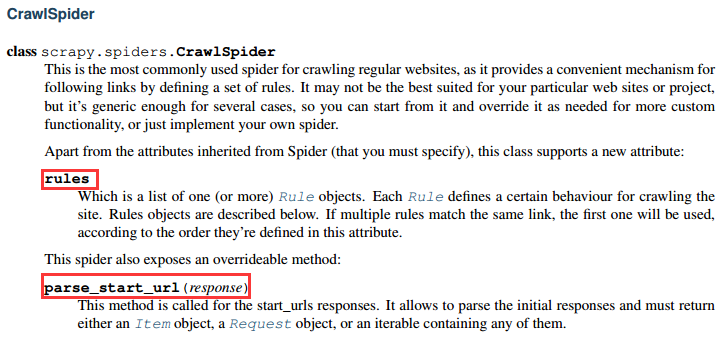 CrawlSpider
class scrapy.spiders.CrawlSpider
This is the most commonly used spider for crawling regular websites, as it provides a convenient mechanism for
following links by defining a set of rules. It may not be the best suited for your particular web sites or project,
but it’s generic enough for several cases, so you can start from it and override it as needed for more custom
functionality, or just implement your own spider.
Apart from the attributes inherited from Spider (that you must specify), this class supports a new attribute:
rules
Which is a list of one (or more) Rule objects. Each Rule defines a certain behaviour for crawling the
site. Rules objects are described below. If multiple rules match the same link, the first one will be used,
according to the order they’re defined in this attribute.
This spider also exposes an overrideable method:
parse_start_url(response)
This method is called for the start_urls responses. It allows to parse the initial responses and must return
either an Item object, a Request object, or an iterable containing any of them.